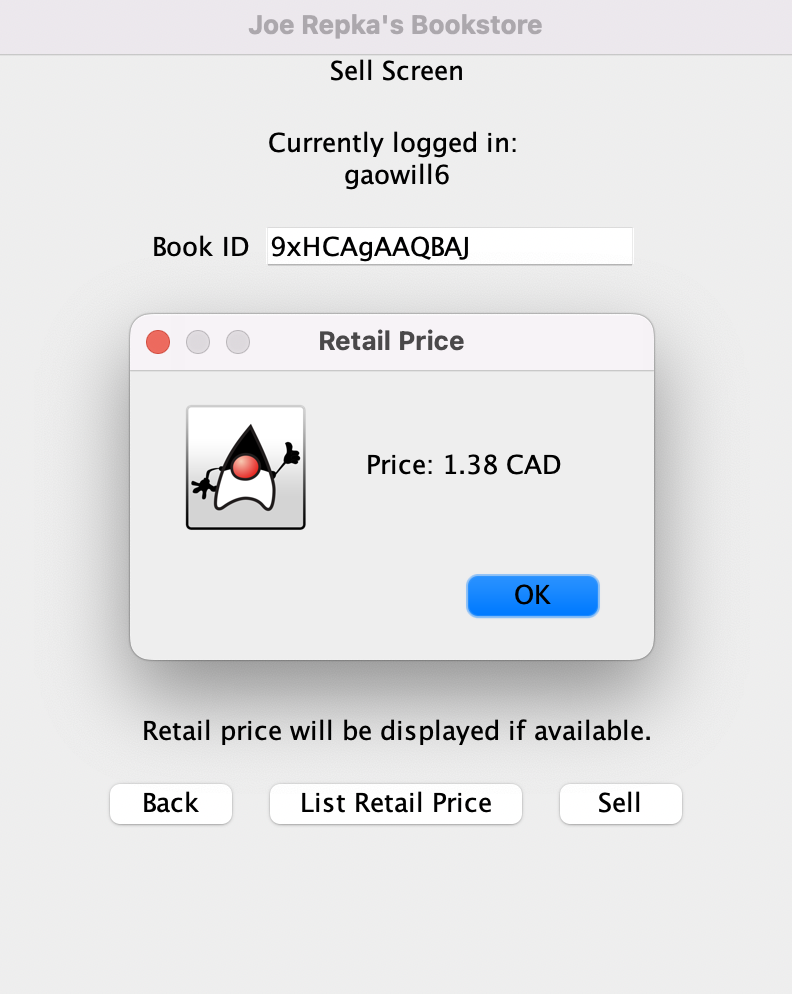 Joe Repka's Bookstore
Sell Screen
Currently logged in:
gaowill6
Book ID 9xHCAgAAQBAJ
Retail Price
Price: 1.38 CAD
OK
Retail price will be displayed if available.
Back List Retail Price Sell